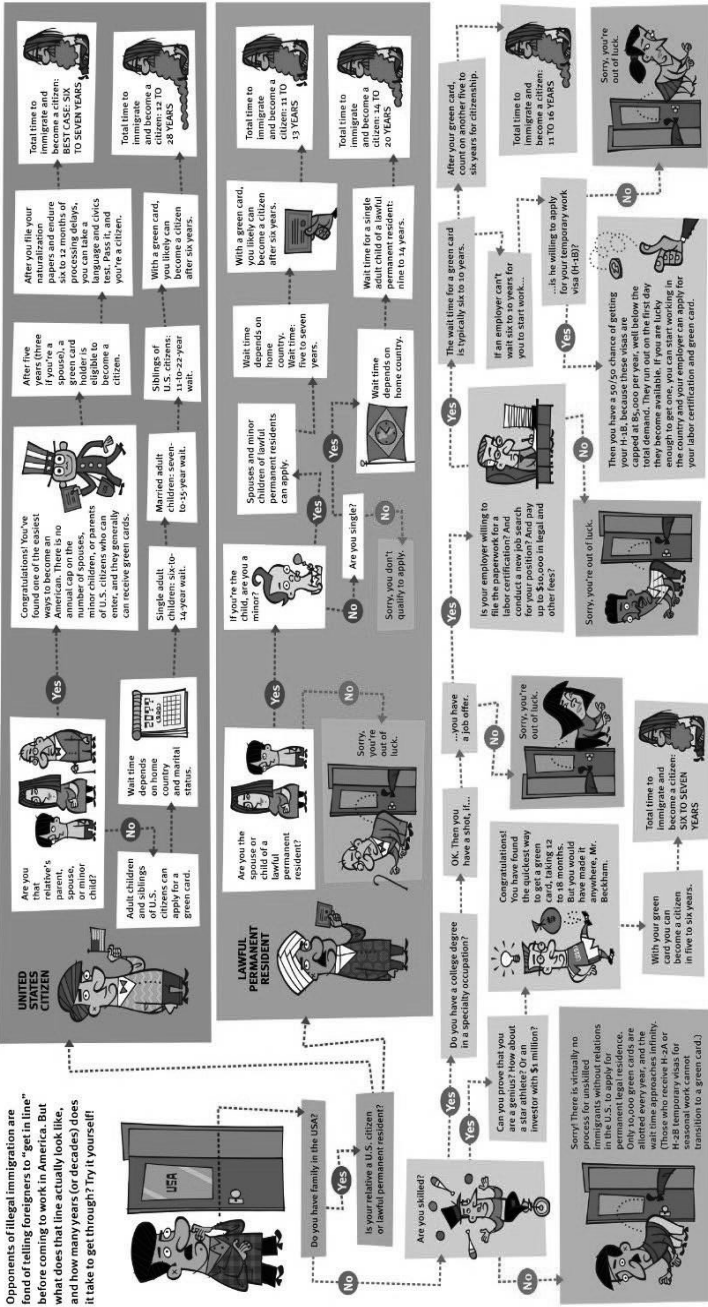 Opponents of illegal immigration are
fond of telling foreigners to "get in line"
before coming to work in America. But
what does that line actually look like,
and how many years (or decades) does
it take to get through? Try it yourself!
USA
Do you have family in the USA?
Yes
Is your relative a U.S. citizen
or lawful permanent resident?
No
UNITED
STATES
CITIZEN
Are you
that
relative's
parent,
spouse,
or minor
child?
Yes
Congratulations! You've
found one of the easiest
ways to become an
American. There is no
annual cap on the
number of spouses,
minor children, or parents
of U.S. citizens who can
enter, and they generally
can receive green cards.
After five
years (three
if you're a
spouse), a
green card
holder is
eligible to
become a
citizen.
After you file your
naturalization
papers and endure
six to 12 months of
processing delays,
you can take a
language and civics
test. Pass it, and
you're a citizen.
Total time to
immigrate and
become a citizen:
BEST CASE: SIX
TO SEVEN YEARS
No
Adult children
and siblings
of U.S.
citizens can
apply for a
green card.
Wait time
depends
on home
country
and marital
status.
Single adult
children: six-to-
14-year wait.
Married adult
children: seven-
to-15-year wait.
Siblings of
U.S. citizens:
11-to-22-year
wait.
With a green card,
you likely can
become a citizen
after six years.
Total time to
immigrate
and become a
citizen: 12 TO
28 YEARS
LAWFUL
PERMANENT
RESIDENT
Are you the
spouse or
child of a
lawful
permanent
resident?
Yes
No
Sorry,
you're
out of
luck.
If you're the
child, are you a
minor?
Yes
Spouses and minor
children of lawful
permanent residents
can apply.
Wait time
depends on
home
country.
Wait time:
five to seven
years.
With a green card,
you likely can
become a citizen
after six years.
Total time to
immigrate
and become a
citizen: 11 TO
13 YEARS
No
Are you single?
Yes
No
Sorry, you don't
qualify to apply.
Wait time
depends on
home country.
Wait time for a single
adult child of a lawful
permanent resident:
nine to 14 years.
Total time to
immigrate
and become a
citizen: 14 TO
20 YEARS
Are you skilled?
Yes
Do you have a college degree
in a specialty occupation?
OK. Then you
have a shot, if...
...you have
a job offer.
Yes
Is your employer willing to
file the paperwork for a
labor certification? And
conduct a new job search
for your position? And pay
up to $10,000 in legal and
other fees?
Yes
The wait time for a green card
is typically six to 10 years.
After your green card,
count on another five to
six years for citizenship.
Total time to
immigrate and
become a citizen:
11 TO 16 YEARS
If an employer can't
wait six to 10 years for
you to start work...
...is he willing to apply
for your temporary work
visa (H-1B)?
No
Sorry, you're
out of luck.
Yes
Then you have a 50/50 chance of getting
your H-1B, because these visas are
capped at 85,000 per year, well below the
total demand. They run out on the first day
they become available. If you are lucky
enough to get one, you can start working in
the country and your employer can apply for
your labor certification and green card.
No
Sorry, you're out of luck.
No
Sorry, you're
out of luck.
Yes
Can you prove that you
are a genius? How about
a star athlete? Or an
investor with $1 million?
Congratulations!
You have found
the quickest way
to get a green
card, taking 12
to 18 months.
But you would
have made it
anywhere, Mr.
Beckham.
With your green
card you can
become a citizen
in five to six years.
Total time to
immigrate and
become a citizen:
SIX TO SEVEN
YEARS
No
Sorry! There is virtually no
process for unskilled
immigrants without relations
in the U.S. to apply for
permanent legal residence.
Only 10,000 green cards are
allotted every year, and the
wait time approaches infinity.
(Those who receive H-2A or
H-2B temporary visas for
seasonal work cannot
transition to a green card.)